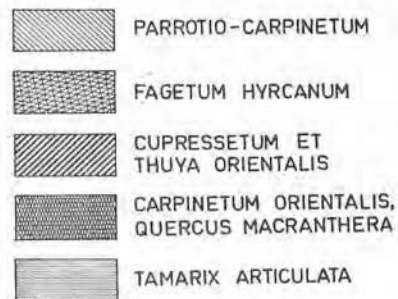 PARROTIO-CARPINETUM
FAGETUM HYRCANUM
CUPRESSETUM ET
THUYA ORIENTALIS
CARPINETUM ORIENTALIS,
QUERCUS MACRANTHERA
TAMARIX ARTICULATA